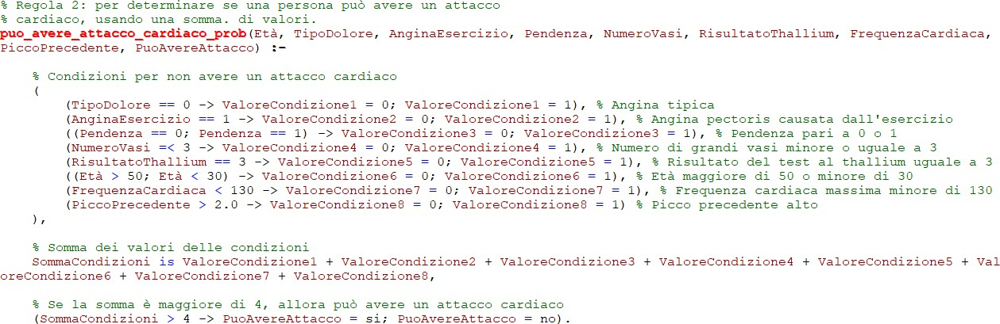 % Regola 2: per determinare se una persona può avere un attacco
% cardiaco, usando una somma. di valori.
puo_avere_attacco_cardiaco_prob(Età, TipoDolore, AnginaEsercizio, Pendenza, NumeroVasi, RisultatoThallium, FrequenzaCardiaca,
PiccoPrecedente, PuoAvereAttacco) :-
% Condizioni per non avere un attacco cardiaco
(
(TipoDolore == 0 -> ValoreCondizione1 = 0; ValoreCondizione1 = 1), % Angina tipica
(AnginaEsercizio == 1 -> ValoreCondizione2 = 0; ValoreCondizione2 = 1), % Angina pectoris causata dall'esercizio
((Pendenza == 0; Pendenza == 1) -> ValoreCondizione3 = 0; ValoreCondizione3 = 1), % Pendenza pari a 0 o 1
(NumeroVasi =< 3 -> ValoreCondizione4 = 0; ValoreCondizione4 = 1), % Numero di grandi vasi minore o uguale a 3
(RisultatoThallium == 3 -> ValoreCondizione5 = 0; ValoreCondizione5 = 1), % Risultato del test al thallium uguale a 3
((Età > 50; Età < 30) -> ValoreCondizione6 = 0; ValoreCondizione6 = 1), % Età maggiore di 50 o minore di 30
(FrequenzaCardiaca < 130 -> ValoreCondizione7 = 0; ValoreCondizione7 = 1), % Frequenza cardiaca massima minore di 130
(PiccoPrecedente > 2.0 -> ValoreCondizione8 = 0; ValoreCondizione8 = 1) % Picco precedente alto
),
% Somma dei valori delle condizioni
SommaCondizioni is ValoreCondizione1 + ValoreCondizione2 + ValoreCondizione3 + ValoreCondizione4 + ValoreCondizione5 + Val
oreCondizione6 + ValoreCondizione7 + ValoreCondizione8,
% Se la somma è maggiore di 4, allora può avere un attacco cardiaco
(SommaCondizioni > 4 -> PuoAvereAttacco = si; PuoAvereAttacco = no).